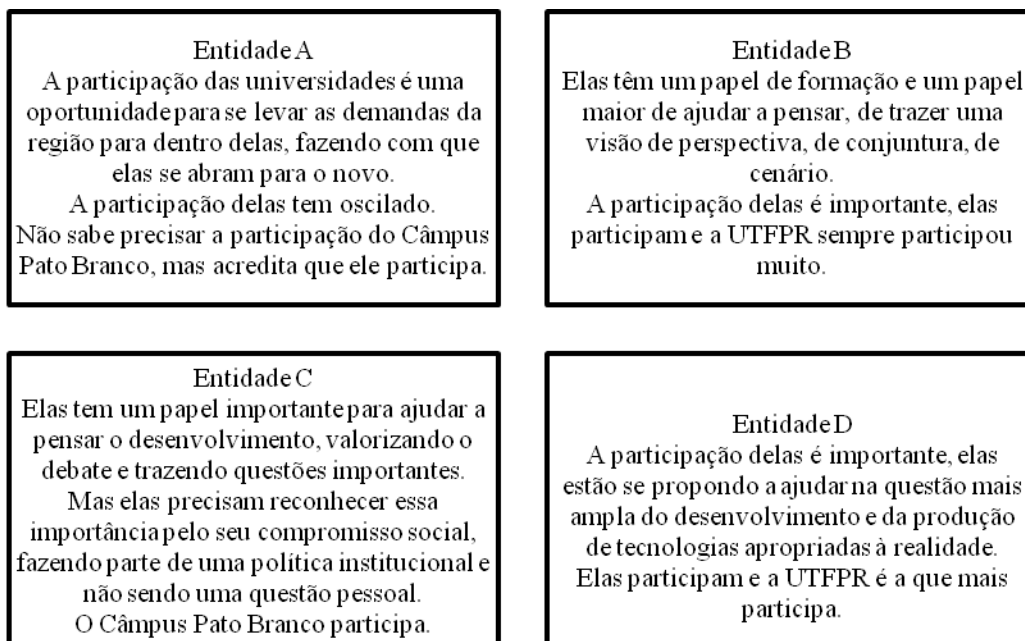 Entidade A
A participação das universidades é uma
oportunidade para se levar as demandas da
região para dentro delas, fazendo com que
elas se abram para o novo.
A participação delas tem oscilado.
Não sabe precisar a participação do Câmpus
Pato Branco, mas acredita que ele participa.
Entidade B
Elas têm um papel de formação e um papel
maior de ajudar a pensar, de trazer uma
visão de perspectiva, de conjuntura, de
cenário.
A participação delas é importante, elas
participam e a UTFPR sempre participou
muito.
Entidade C
Elas tem um papel importante para ajudar a
pensar o desenvolvimento, valorizando o
debate e trazendo questões importantes.
Mas elas precisam reconhecer essa
importância pelo seu compromisso social,
fazendo parte de uma política institucional e
não sendo uma questão pessoal.
O Câmpus Pato Branco participa.
Entidade D
A participação delas é importante, elas
estão se propondo a ajudar na questão mais
ampla do desenvolvimento e da produção
de tecnologias apropriadas à realidade.
Elas participam e a UTFPR é a que mais
participa.